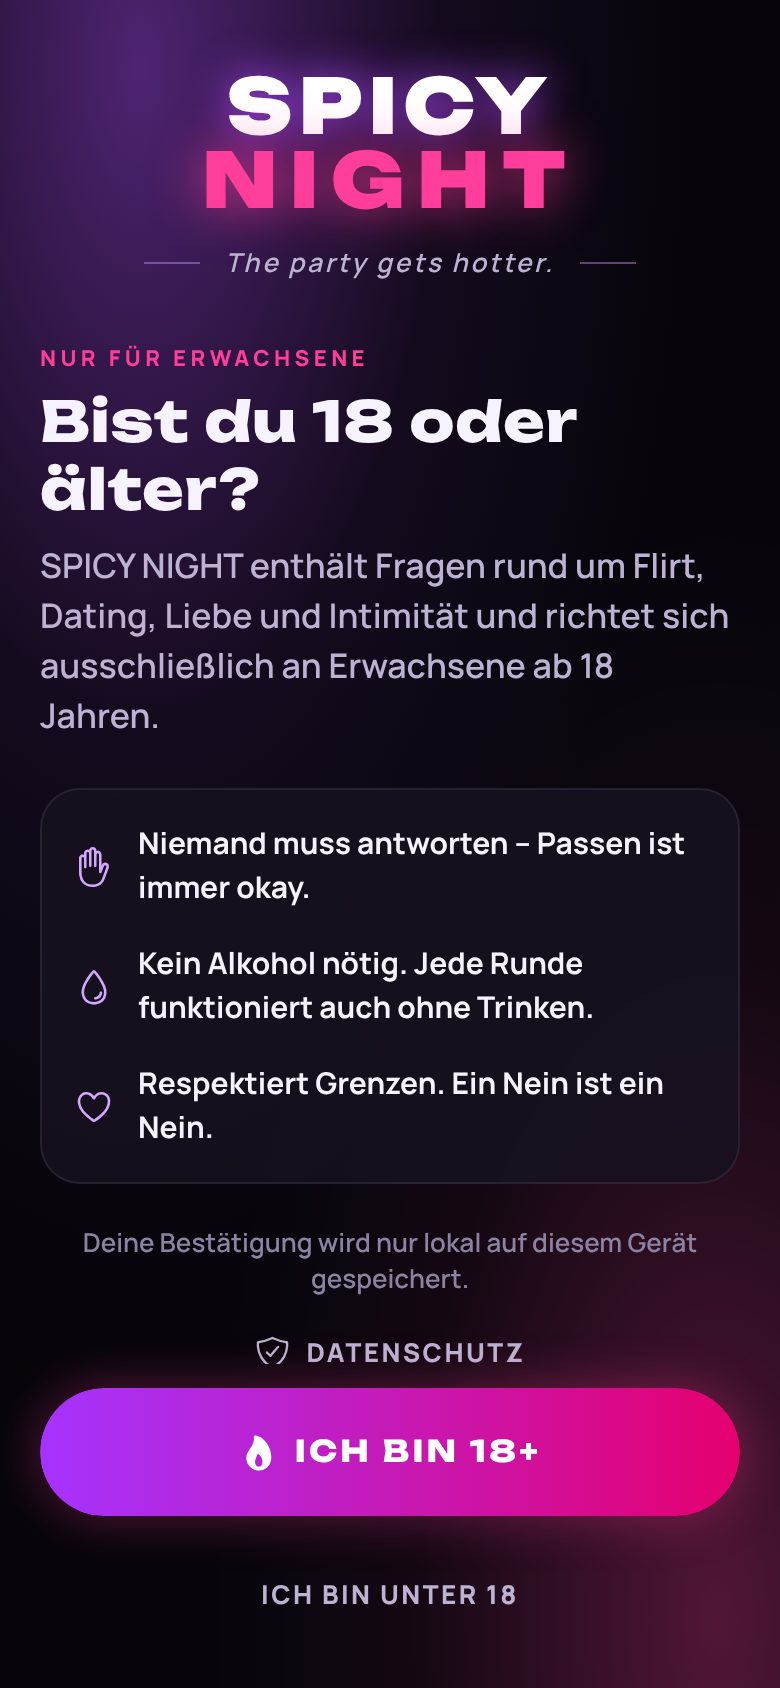 SPICY
NIGHT
The party gets hotter.
NUR FÜR ERWACHSENE
Bist du 18 oder
älter?
SPICY NIGHT enthält Fragen rund um Flirt,
Dating, Liebe und Intimität und richtet sich
ausschließlich an Erwachsene ab 18
Jahren.
Niemand muss antworten – Passen ist
immer okay.
Kein Alkohol nötig. Jede Runde
funktioniert auch ohne Trinken.
Respektiert Grenzen. Ein Nein ist ein
Nein.
Deine Bestätigung wird nur lokal auf diesem Gerät
gespeichert.
DATENSCHUTZ
ICH BIN 18+
ICH BIN UNTER 18